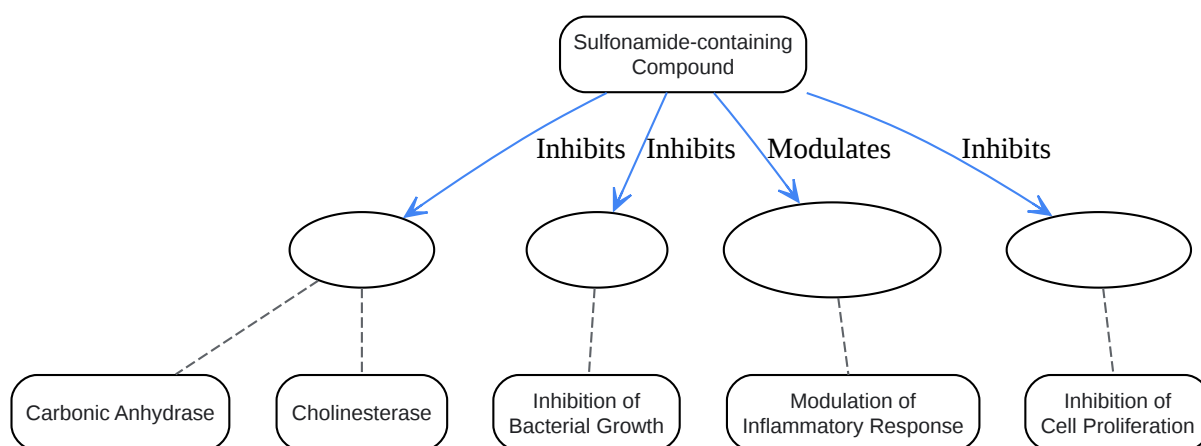 Sulfonamide-containing
Compound
Inhibits
Inhibits
Modulates
Inhibits
Carbonic Anhydrase
Cholinesterase
Inhibition of
Bacterial Growth
Modulation of
Inflammatory Response
Inhibition of
Cell Proliferation